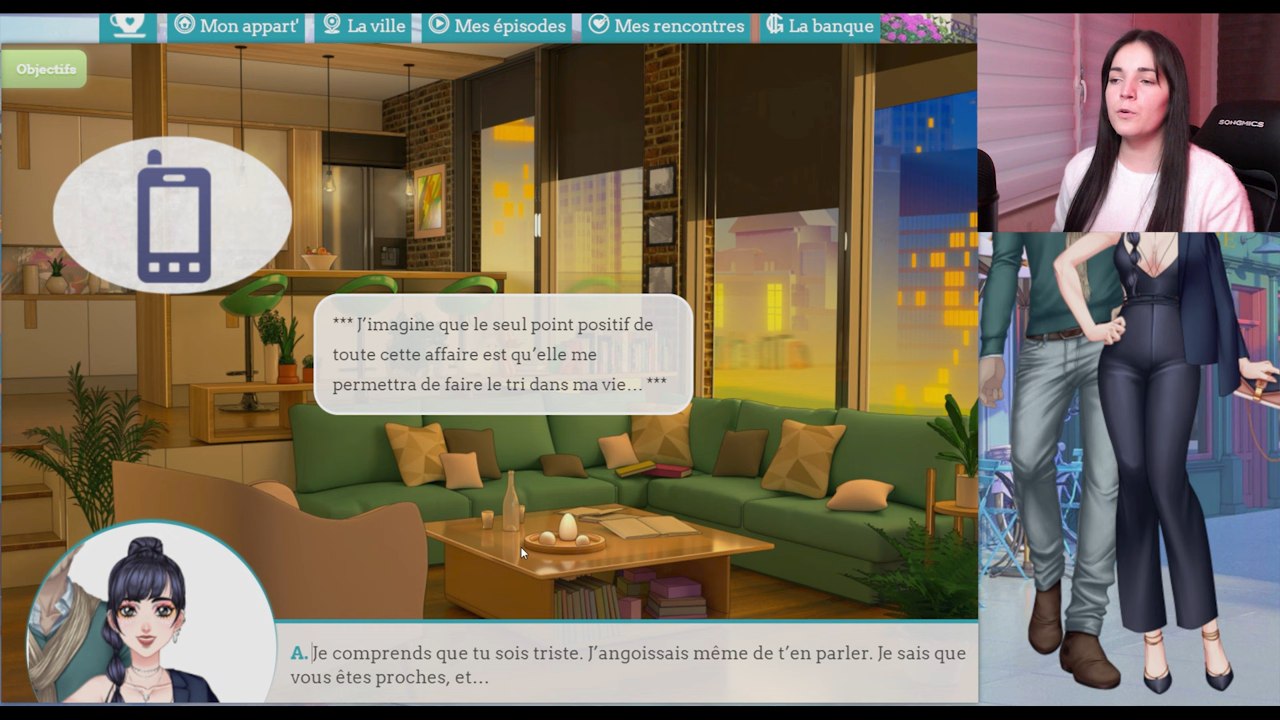 Mon appart'
La ville
Mes épisodes
Mes rencontres
La banque
Objectifs
SONGMICS
*** J'imagine que le seul point positif de
toute cette affaire est qu'elle me
permettra de faire le tri dans ma vie... ***
A. Je comprends que tu sois triste. J'angoissais même de t'en parler. Je sais que
vous êtes proches, et...